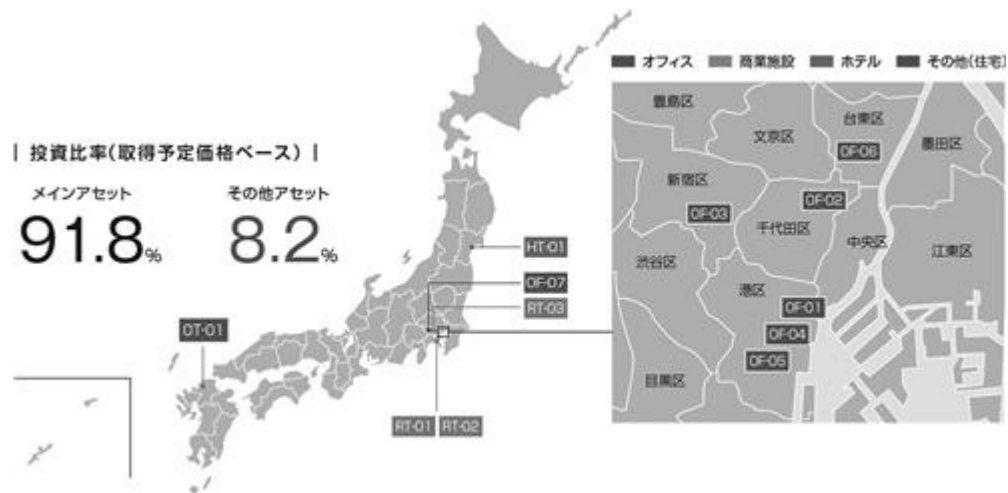 オフィス 商業施設 ホテル その他(住宅)
| 投資比率(取得予定価格ベース) |
メインアセット その他アセット
91.8% 8.2%
HT-01
OF-07
RT-03
OT-01
RT-01 RT-02
豊島区
文京区
台東区
墨田区
OF-06
新宿区
OF-03
OF-02
千代田区
中央区
江東区
渋谷区
港区
OF-01
OF-04
OF-05
目黒区